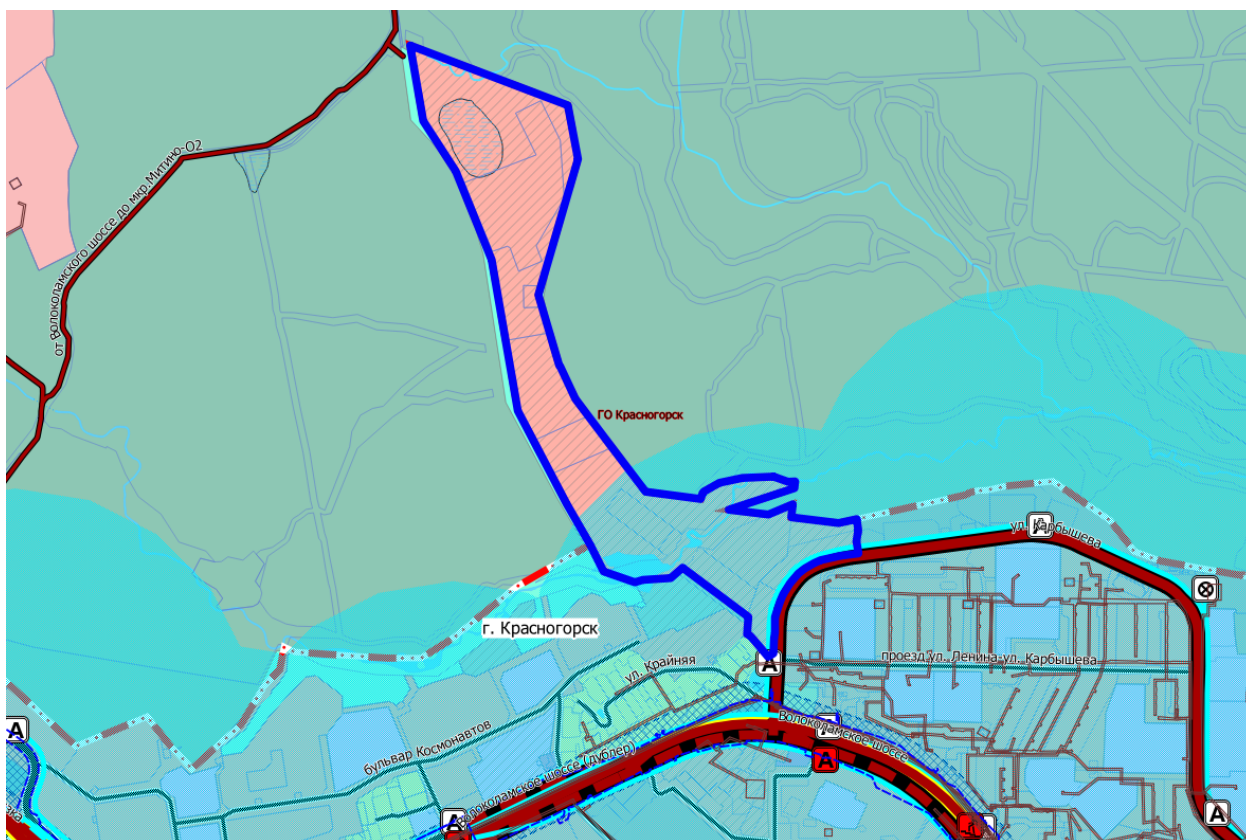 от Волоколамского шоссе до мкр.Митино-О2
ГО Красногорск
ул. Карбышева
А
г. Красногорск
ул. Крайняя
А
проезд ул. Ленина-ул. Карбышева
А
бульвар Космонавтов
Волоколамское шоссе (дублер)
Волоколамское шоссе
А
А
А